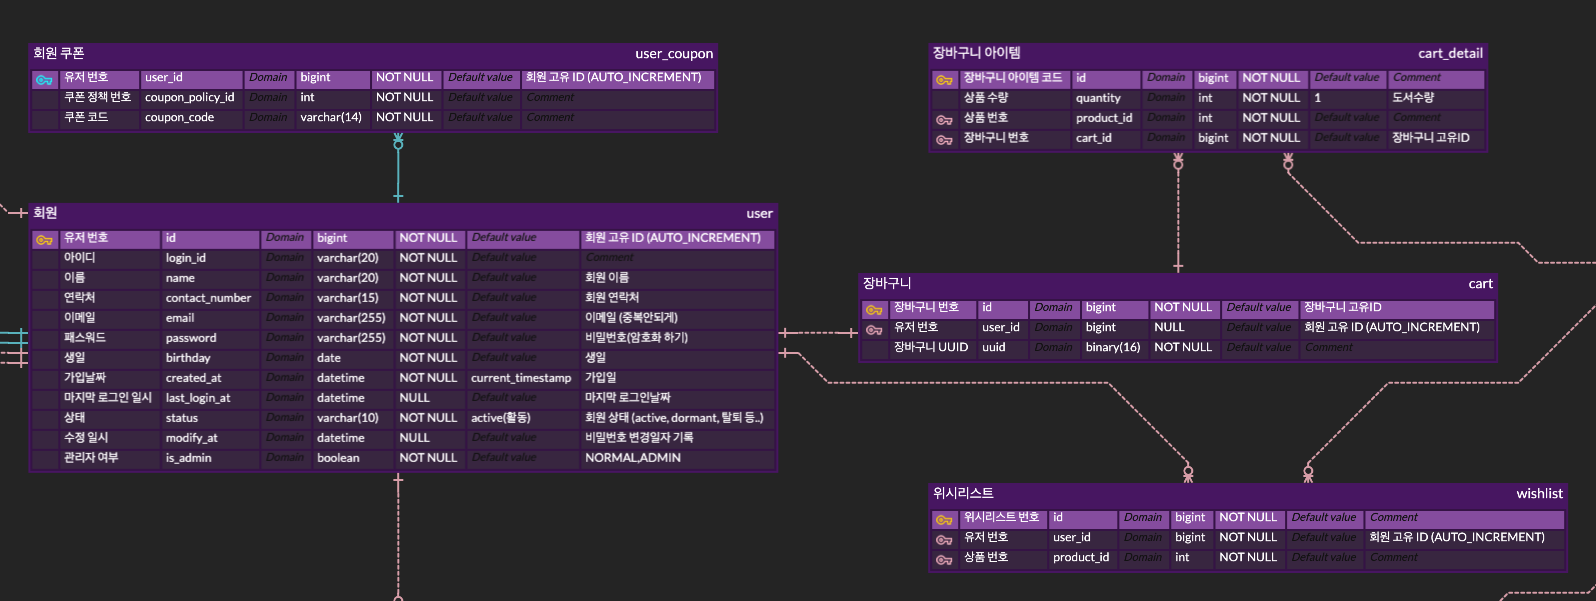 회원 쿠폰 user_coupon
유저 번호 user_id Domain bigint NOT NULL Default value 회원 고유 ID (AUTO_INCREMENT)
쿠폰 정책 번호 coupon_policy_id Domain int NOT NULL Default value Comment
쿠폰 코드 coupon_code Domain varchar(14) NOT NULL Default value Comment
장바구니 아이템 cart_detail
장바구니 아이템 코드 id Domain bigint NOT NULL Default value Comment
상품 수량 quantity Domain int NOT NULL 1 도서수량
상품 번호 product_id Domain int NOT NULL Default value Comment
장바구니 번호 cart_id Domain bigint NOT NULL Default value 장바구니 고유ID
회원 user
유저 번호 id Domain bigint NOT NULL Default value 회원 고유 ID (AUTO_INCREMENT)
아이디 login_id Domain varchar(20) NOT NULL Default value Comment
이름 name Domain varchar(20) NOT NULL Default value 회원 이름
연락처 contact_number Domain varchar(15) NOT NULL Default value 회원 연락처
이메일 email Domain varchar(255) NOT NULL Default value 이메일 (중복안되게)
패스워드 password Domain varchar(255) NOT NULL Default value 비밀번호(암호화 하기)
생일 birthday Domain date NOT NULL Default value 생일
가입날짜 created_at Domain datetime NOT NULL current_timestamp 가입일
마지막 로그인 일시 last_login_at Domain datetime NULL Default value 마지막 로그인날짜
상태 status Domain varchar(10) NOT NULL active(활동) 회원 상태 (active, dormant, 탈퇴 등..)
수정 일시 modify_at Domain datetime NULL Default value 비밀번호 변경일자 기록
관리자 여부 is_admin Domain boolean NOT NULL Default value NORMAL,ADMIN
장바구니 cart
장바구니 번호 id Domain bigint NOT NULL Default value 장바구니 고유ID
유저 번호 user_id Domain bigint NULL Default value 회원 고유 ID (AUTO_INCREMENT)
장바구니 UUID uuid Domain binary(16) NOT NULL Default value Comment
위시리스트 wishlist
위시리스트 번호 id Domain bigint NOT NULL Default value Comment
유저 번호 user_id Domain bigint NOT NULL Default value 회원 고유 ID (AUTO_INCREMENT)
상품 번호 product_id Domain int NOT NULL Default value Comment